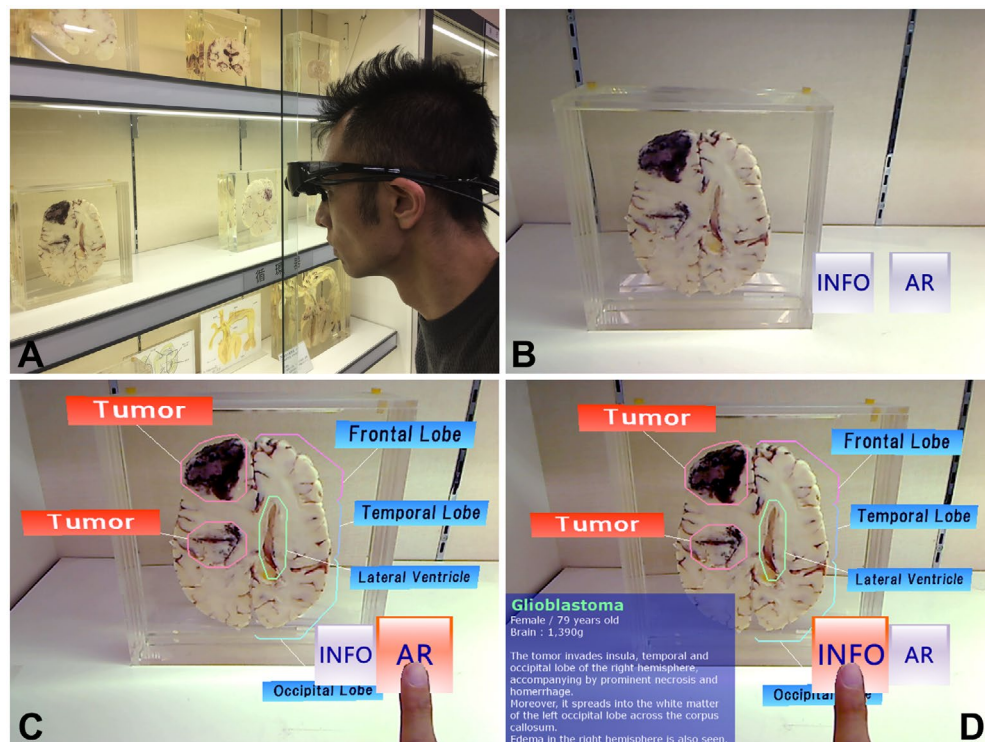 A
INFO
AR
B
Tumor
Frontal Lobe
Tumor
Temporal Lobe
Lateral Ventricle
INFO
AR
Occipital Lobe
C
Tumor
Frontal Lobe
Tumor
Temporal Lobe
Lateral Ventricle
Glioblastoma
Female / 79 years old
Brain : 1,390g
The tomor invades insula, temporal and
occipital lobe of the right hemisphere,
accompanying by prominent necrosis and
homerrhage.
Moreover, it spreads into the white matter
of the left occipital lobe across the corpus
callosum.
Edema in the right hemisphere is also seen.
INFO
AR
D